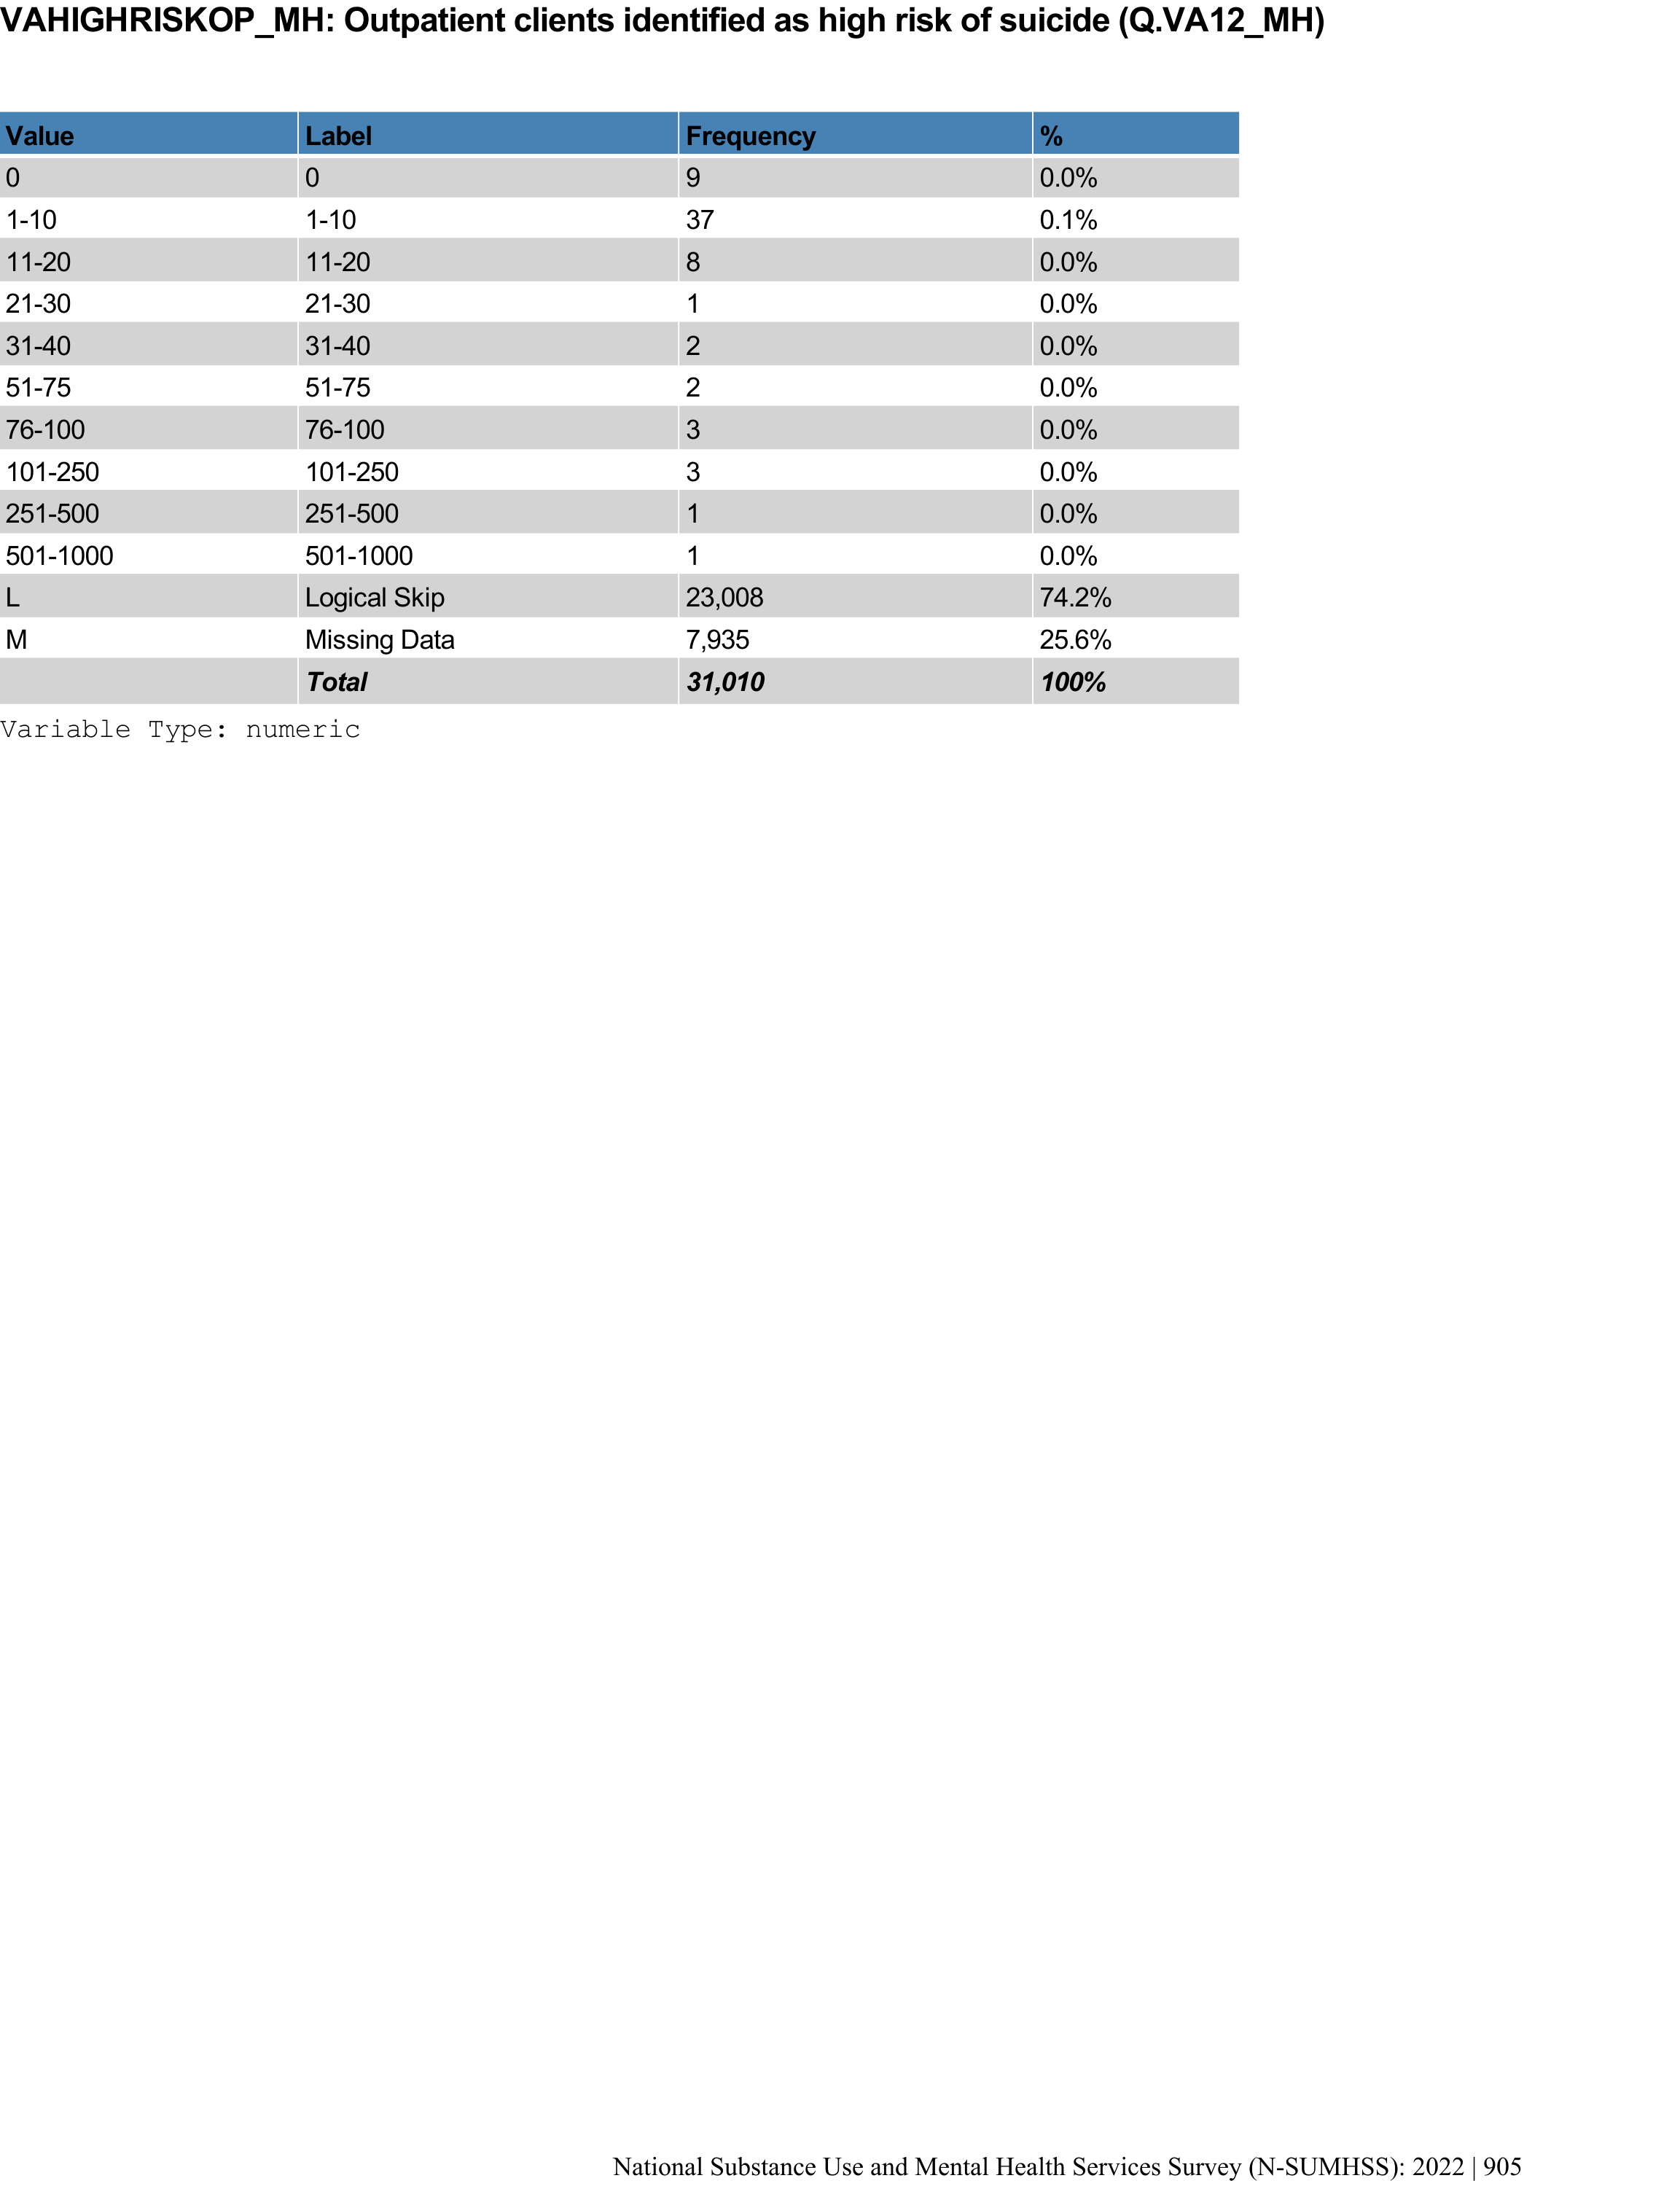 VAHIGHRISKOP_MH: Outpatient clients identified as high risk of suicide (Q.VA12_MH)
Value Label Frequency %
0 0 9 0.0%
1-10 1-10 37 0.1%
11-20 11-20 8 0.0%
21-30 21-30 1 0.0%
31-40 31-40 2 0.0%
51-75 51-75 2 0.0%
76-100 76-100 3 0.0%
101-250 101-250 3 0.0%
251-500 251-500 1 0.0%
501-1000 501-1000 1 0.0%
L Logical Skip 23,008 74.2%
M Missing Data 7,935 25.6%
Total 31,010 100%
Variable Type: numeric
National Substance Use and Mental Health Services Survey (N-SUMHSS): 2022 | 905